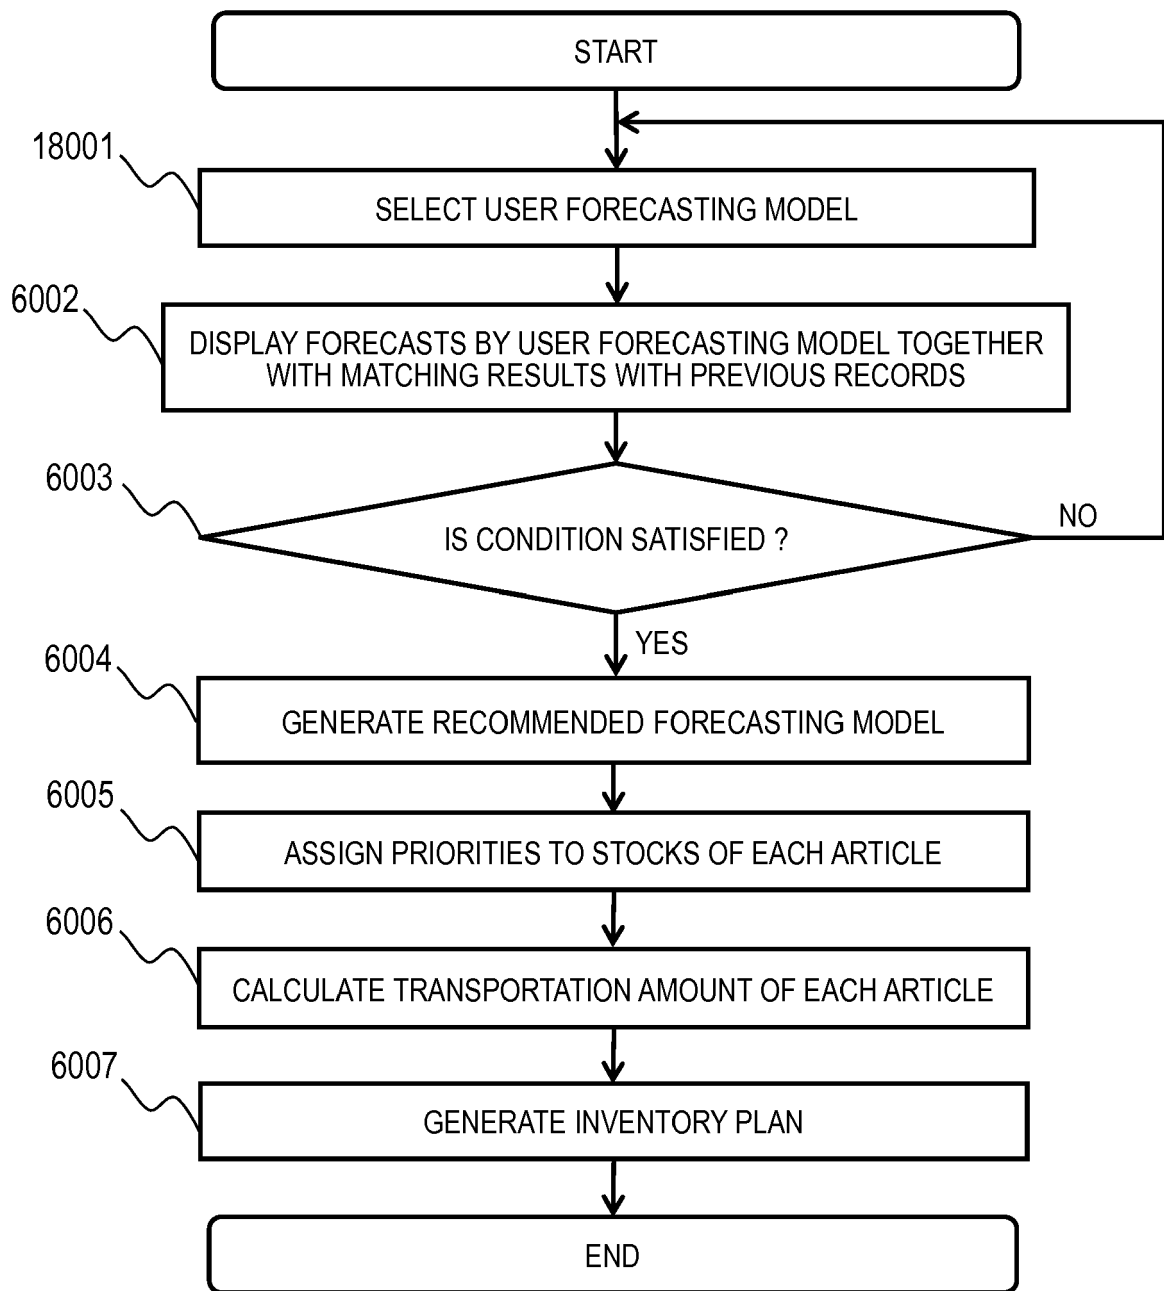 START
18001
SELECT USER FORECASTING MODEL
6002
DISPLAY FORECASTS BY USER FORECASTING MODEL TOGETHER
WITH MATCHING RESULTS WITH PREVIOUS RECORDS
6003
IS CONDITION SATISFIED ?
NO
YES
6004
GENERATE RECOMMENDED FORECASTING MODEL
6005
ASSIGN PRIORITIES TO STOCKS OF EACH ARTICLE
6006
CALCULATE TRANSPORTATION AMOUNT OF EACH ARTICLE
6007
GENERATE INVENTORY PLAN
END